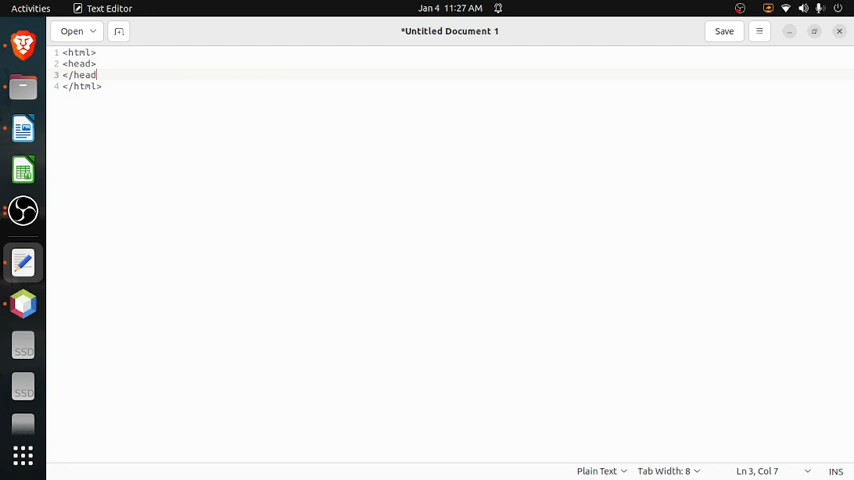 Activities Text Editor Jan 4 11:27 AM
Open *Untitled Document 1 Save
1 <html>
2 <head>
3 </head
4 </html>
SSD
SSD
Plain Text Tab Width: 8 Ln 3, Col 7 INS